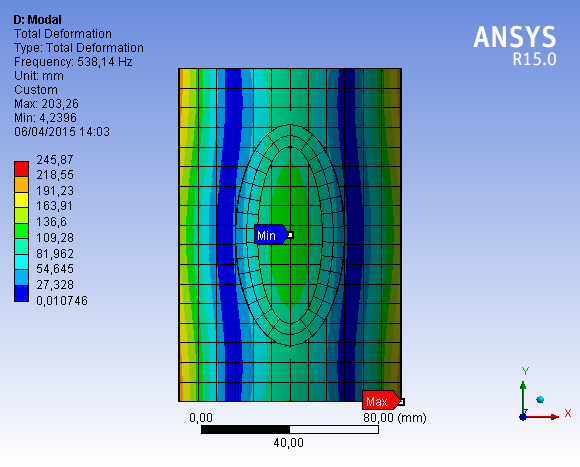 D: Modal
Total Deformation
Type: Total Deformation
Frequency: 538,14 Hz
Unit: mm
Custom
Max: 203,26
Min: 4,2396
06/04/2015 14:03
ANSYS
R15.0
245,87
218,55
191,23
163,91
136,6
109,28
81,962
54,645
27,328
0,010746
Min
Max
0,00
80,00 (mm)
40,00
Y
Z
X